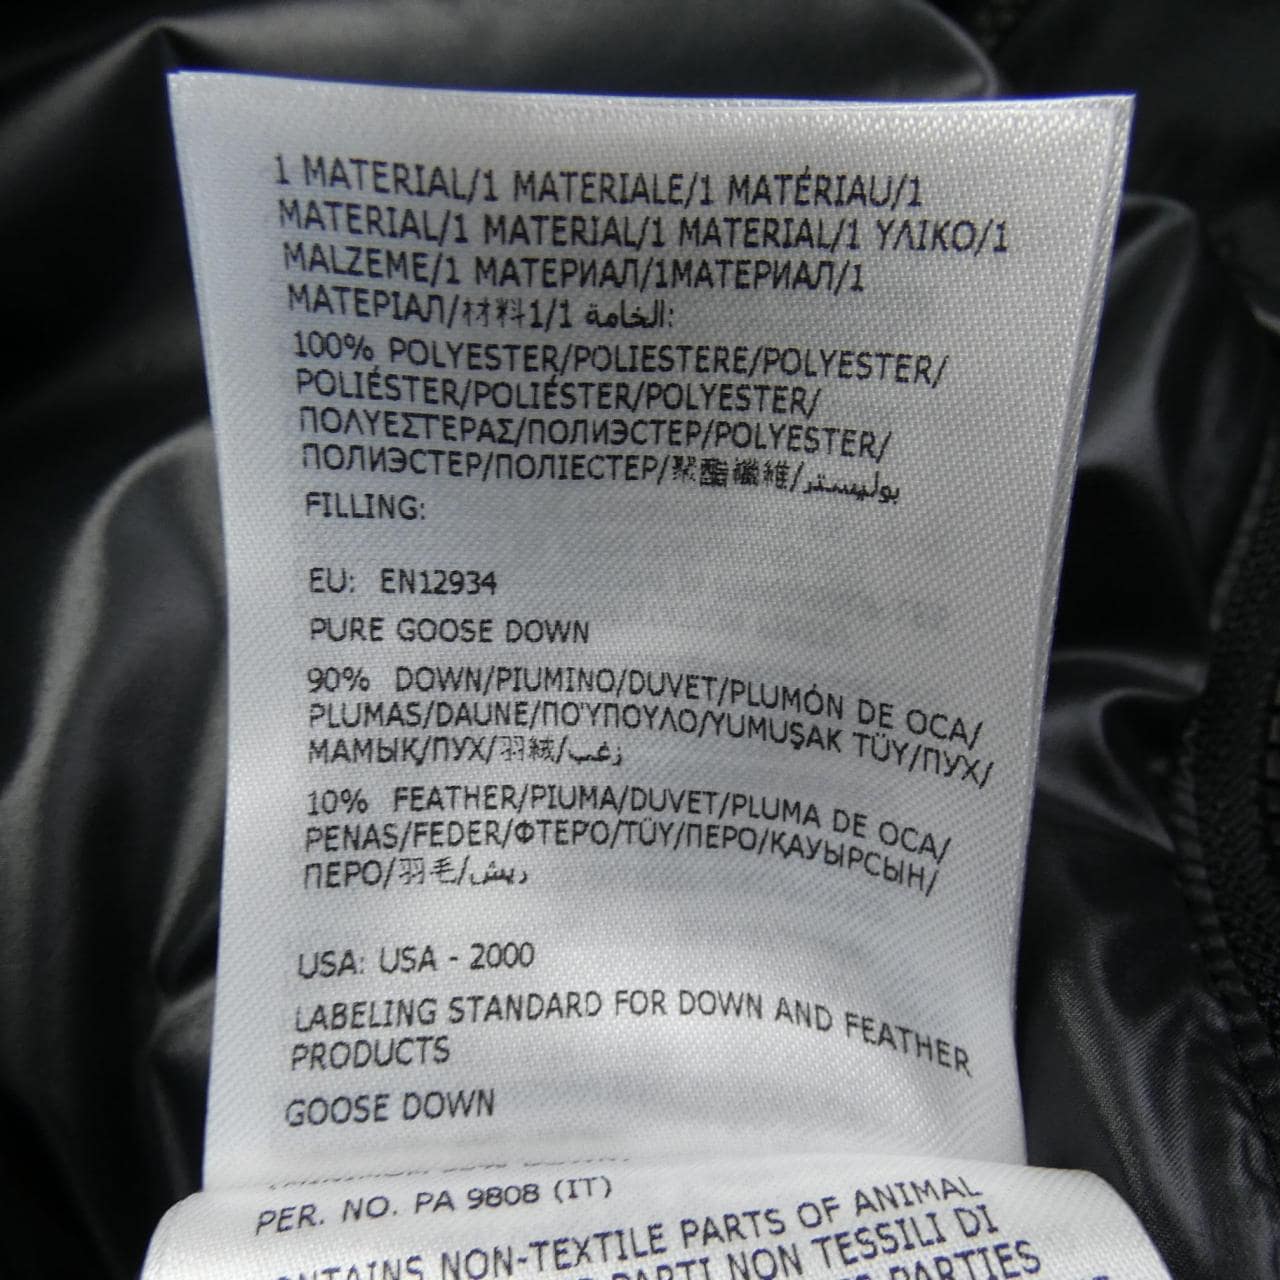 1 MATERIAL/1 MATERIALE/1 MATÉRIAU/1
MATERIAL/1 MATERIAL/1 MATERIAL/1 ΥΛΙΚΟ/1
MALZEME/1 МАТЕРИАЛ/1МАТЕРИАЛ/1
МАТЕРІАЛ/材料1/1 الخامة:
100% POLYESTER/POLIESTERE/POLYESTER/
POLIÉSTER/POLIÉSTER/POLYESTER/
ΠΟΛΥΕΣΤΕΡΑΣ/ПОЛИЭСТЕР/POLYESTER/
ПОЛИЭСТЕР/ПОЛІЕСТЕР/聚酯纖維/بوليستر
FILLING:
EU: EN12934
PURE GOOSE DOWN
90% DOWN/PIUMINO/DUVET/PLUMÓN DE OCA/
PLUMAS/DAUNE/ΠΟΎΠΟΥΛΟ/YUMUŞAK TÜY/ПУХ/
МАМЫҚ/ПУХ/羽絨/زغب
10% FEATHER/PIUMA/DUVET/PLUMA DE OCA/
PENAS/FEDER/ΦΤΕΡΌ/TÜY/ПЕРО/ҚАУЫРСЫН/
ПЕРО/羽毛/ريش
USA: USA - 2000
LABELING STANDARD FOR DOWN AND FEATHER
PRODUCTS
GOOSE DOWN
PER. NO. PA 9808 (IT)
NON-TEXTILE PARTS OF ANIMAL
PARTI NON TESSILI DI
PARTIES